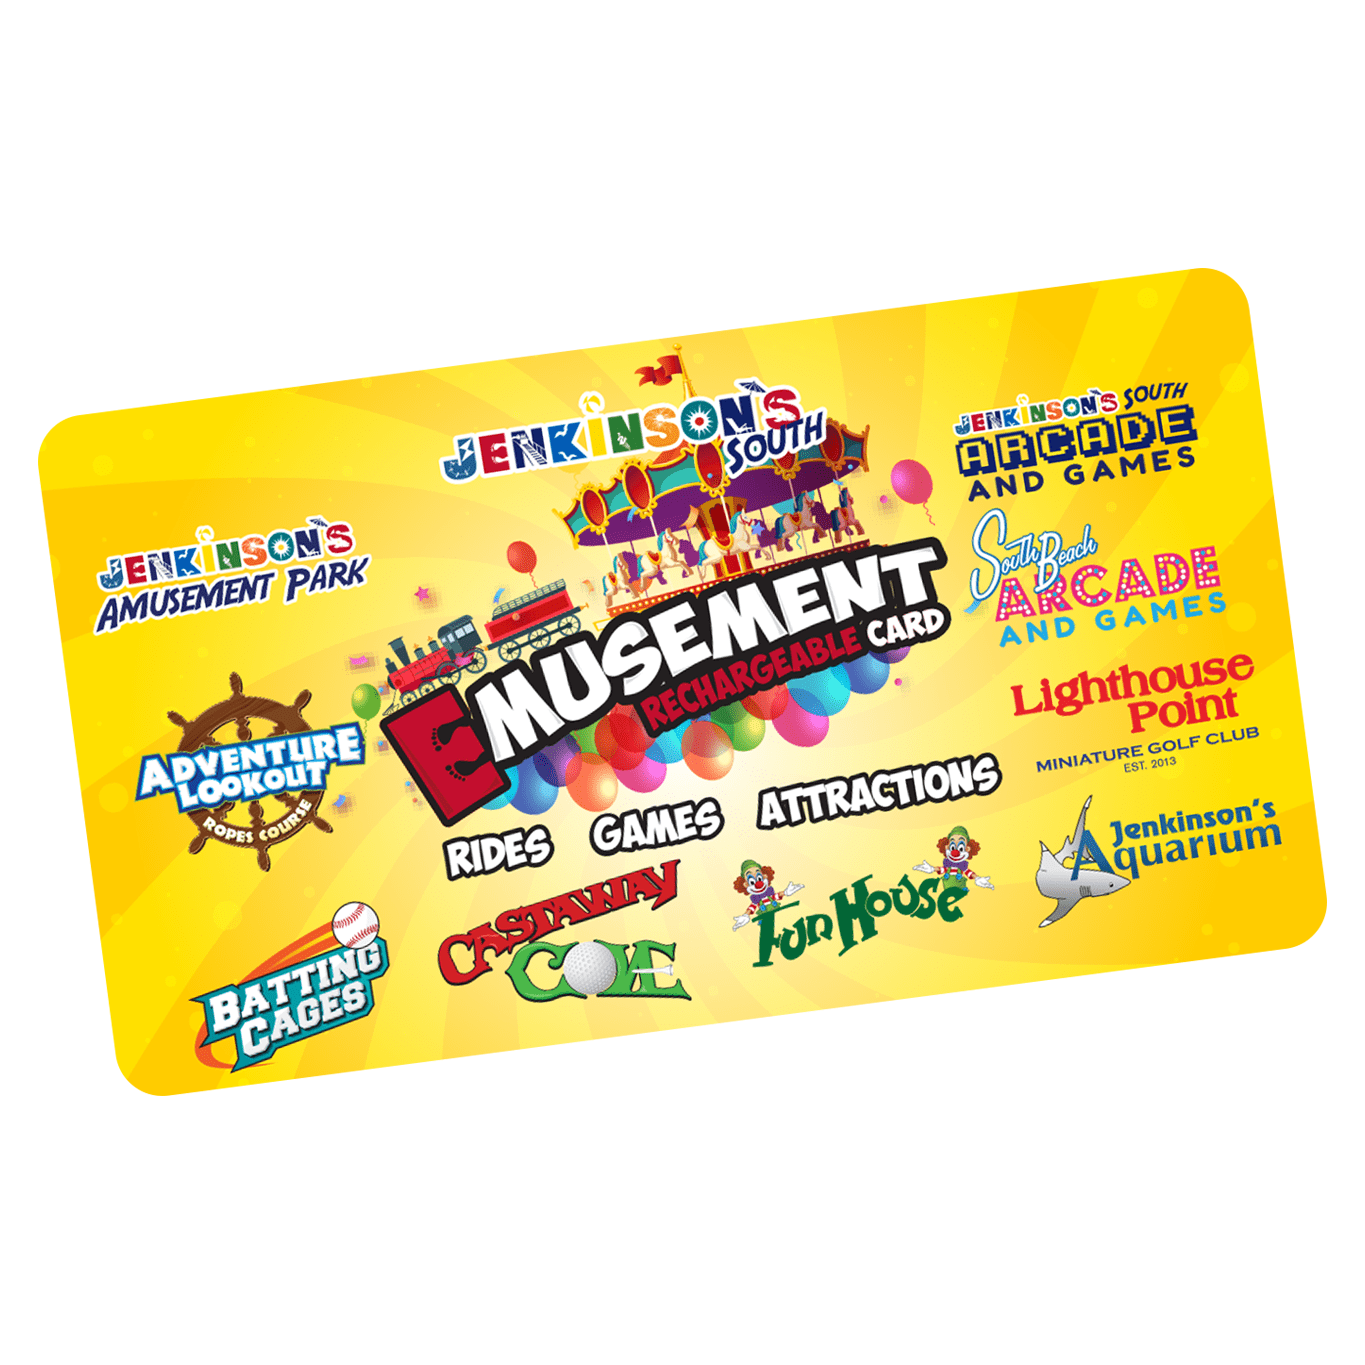 JENKINSON'S
SOUTH
EMUSEMENT
RECHARGEABLE CARD
RIDES GAMES ATTRACTIONS
JENKINSON'S
AMUSEMENT PARK
ADVENTURE
LOOKOUT
ROPES COURSE
BATTING
CAGES
CASTAWAY
COVE
FUN HOUSE
JENKINSON'S SOUTH
ARCADE
AND GAMES
South Beach
ARCADE
AND GAMES
Lighthouse
Point
MINIATURE GOLF CLUB
EST. 2013
Jenkinson's
Aquarium